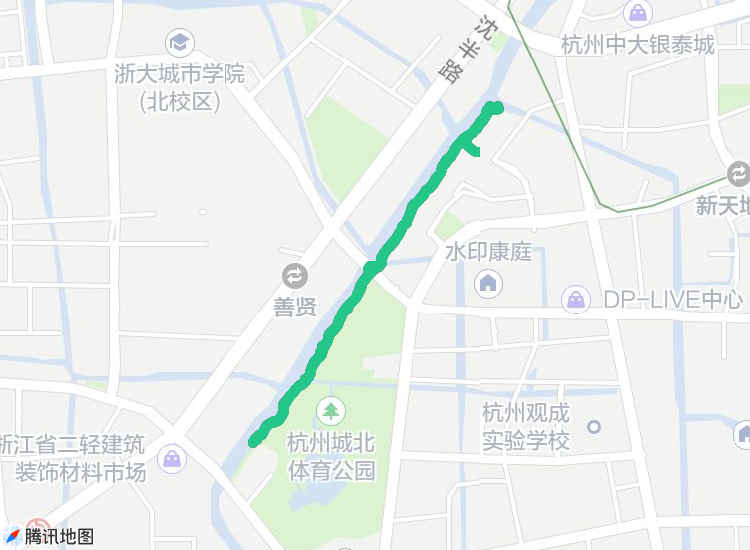 沈半路
杭州中大银泰城
浙大城市学院
(北校区)
新天地
水印康庭
善贤
DP-LIVE中心
杭州观成
实验学校
浙江省二轻建筑
装饰材料市场
杭州城北
体育公园
腾讯地图